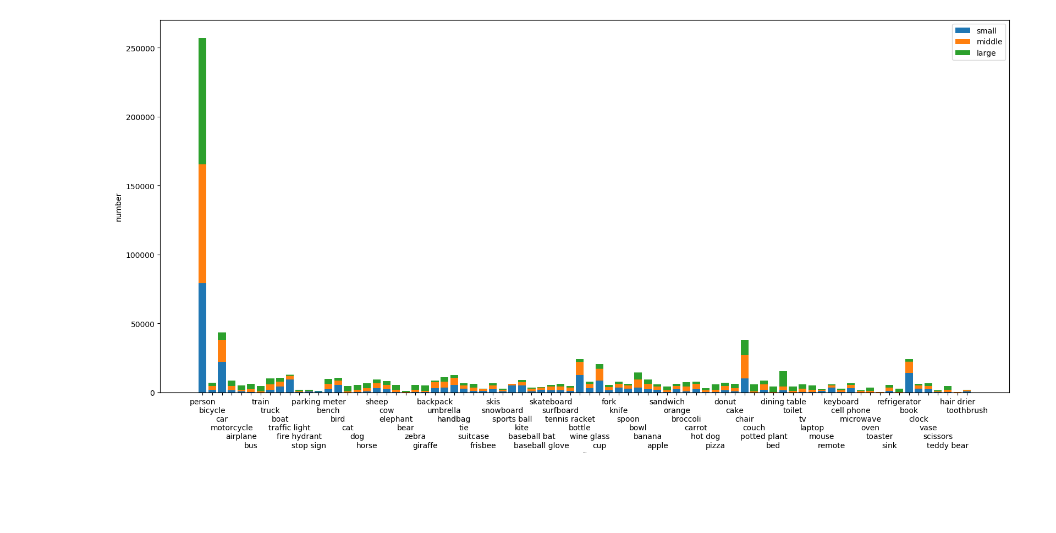 small
middle
large
250000
200000
150000
100000
50000
0
number
person train parking meter sheep backpack skis skateboard fork sandwich donut dining table keyboard refrigerator hair drier
bicycle truck bench cow umbrella snowboard surfboard knife orange cake toilet cell phone book toothbrush
car boat bird elephant handbag sports ball tennis racket spoon broccoli chair tv microwave clock
motorcycle traffic light cat bear tie kite bottle bowl carrot couch laptop oven vase
airplane fire hydrant dog zebra suitcase baseball bat wine glass banana hot dog potted plant mouse toaster scissors
bus stop sign horse giraffe frisbee baseball glove cup apple pizza bed remote sink teddy bear